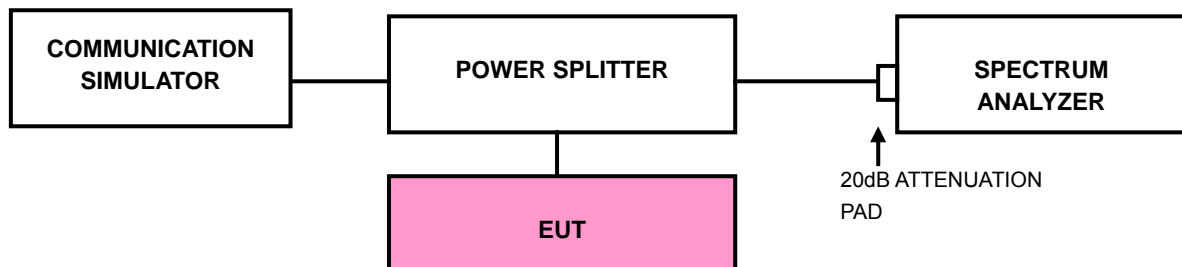 COMMUNICATION
SIMULATOR
POWER SPLITTER
SPECTRUM
ANALYZER
20dB ATTENUATION
PAD
EUT